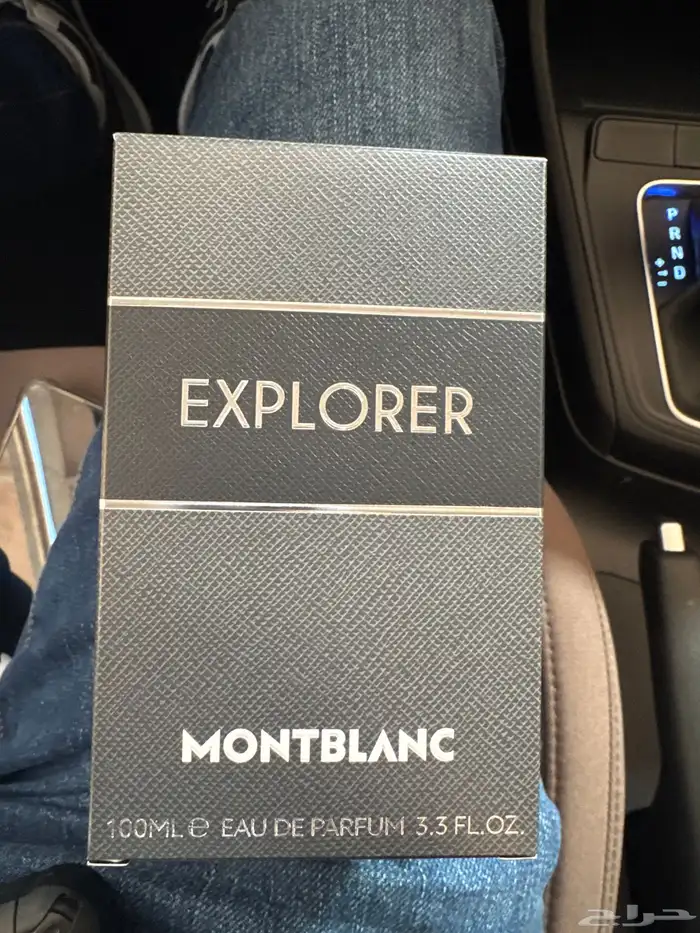 EXPLORER
MONTBLANC
100ML ℮ EAU DE PARFUM 3.3 FL.OZ.
P
R
N
D
+
-
حراج